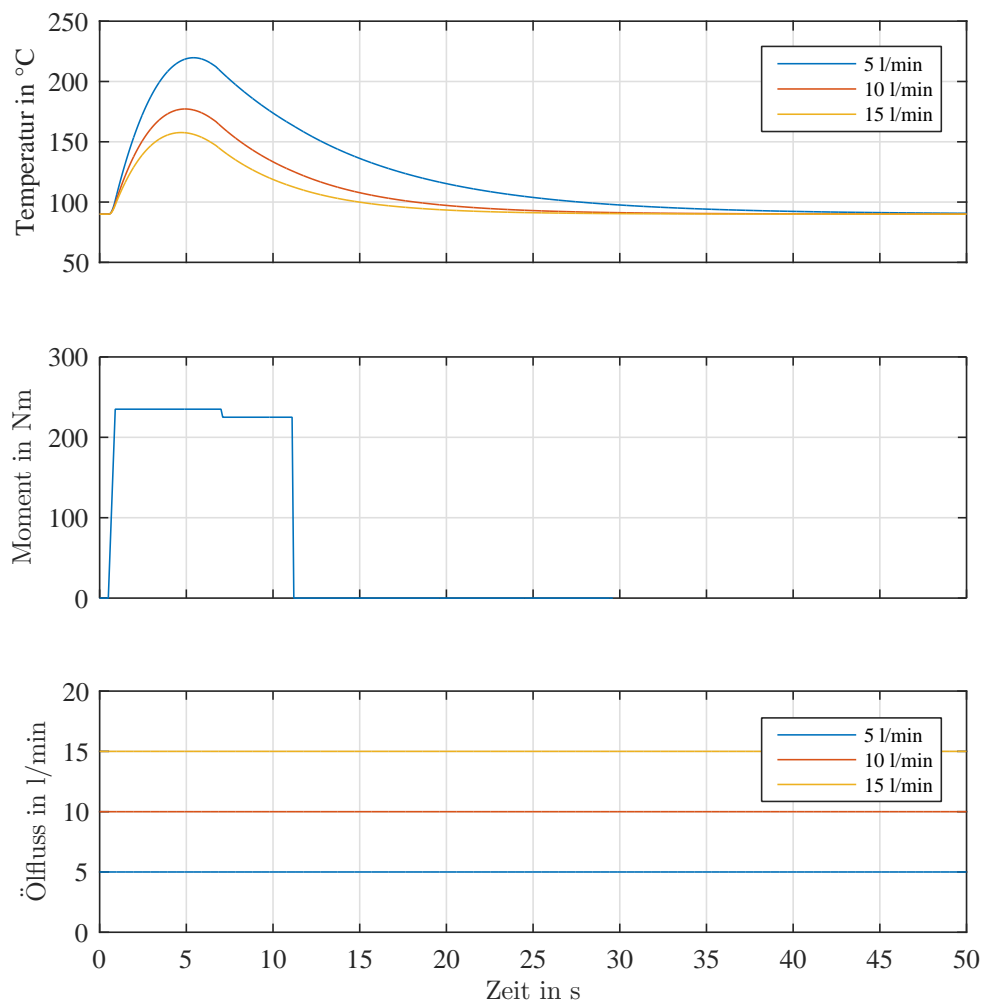 250
200
150
100
50
Temperatur in °C
5 l/min
10 l/min
15 l/min
300
200
100
0
Moment in Nm
20
15
10
5
0
Ölfluss in l/min
5 l/min
10 l/min
15 l/min
0 5 10 15 20 25 30 35 40 45 50
Zeit in s